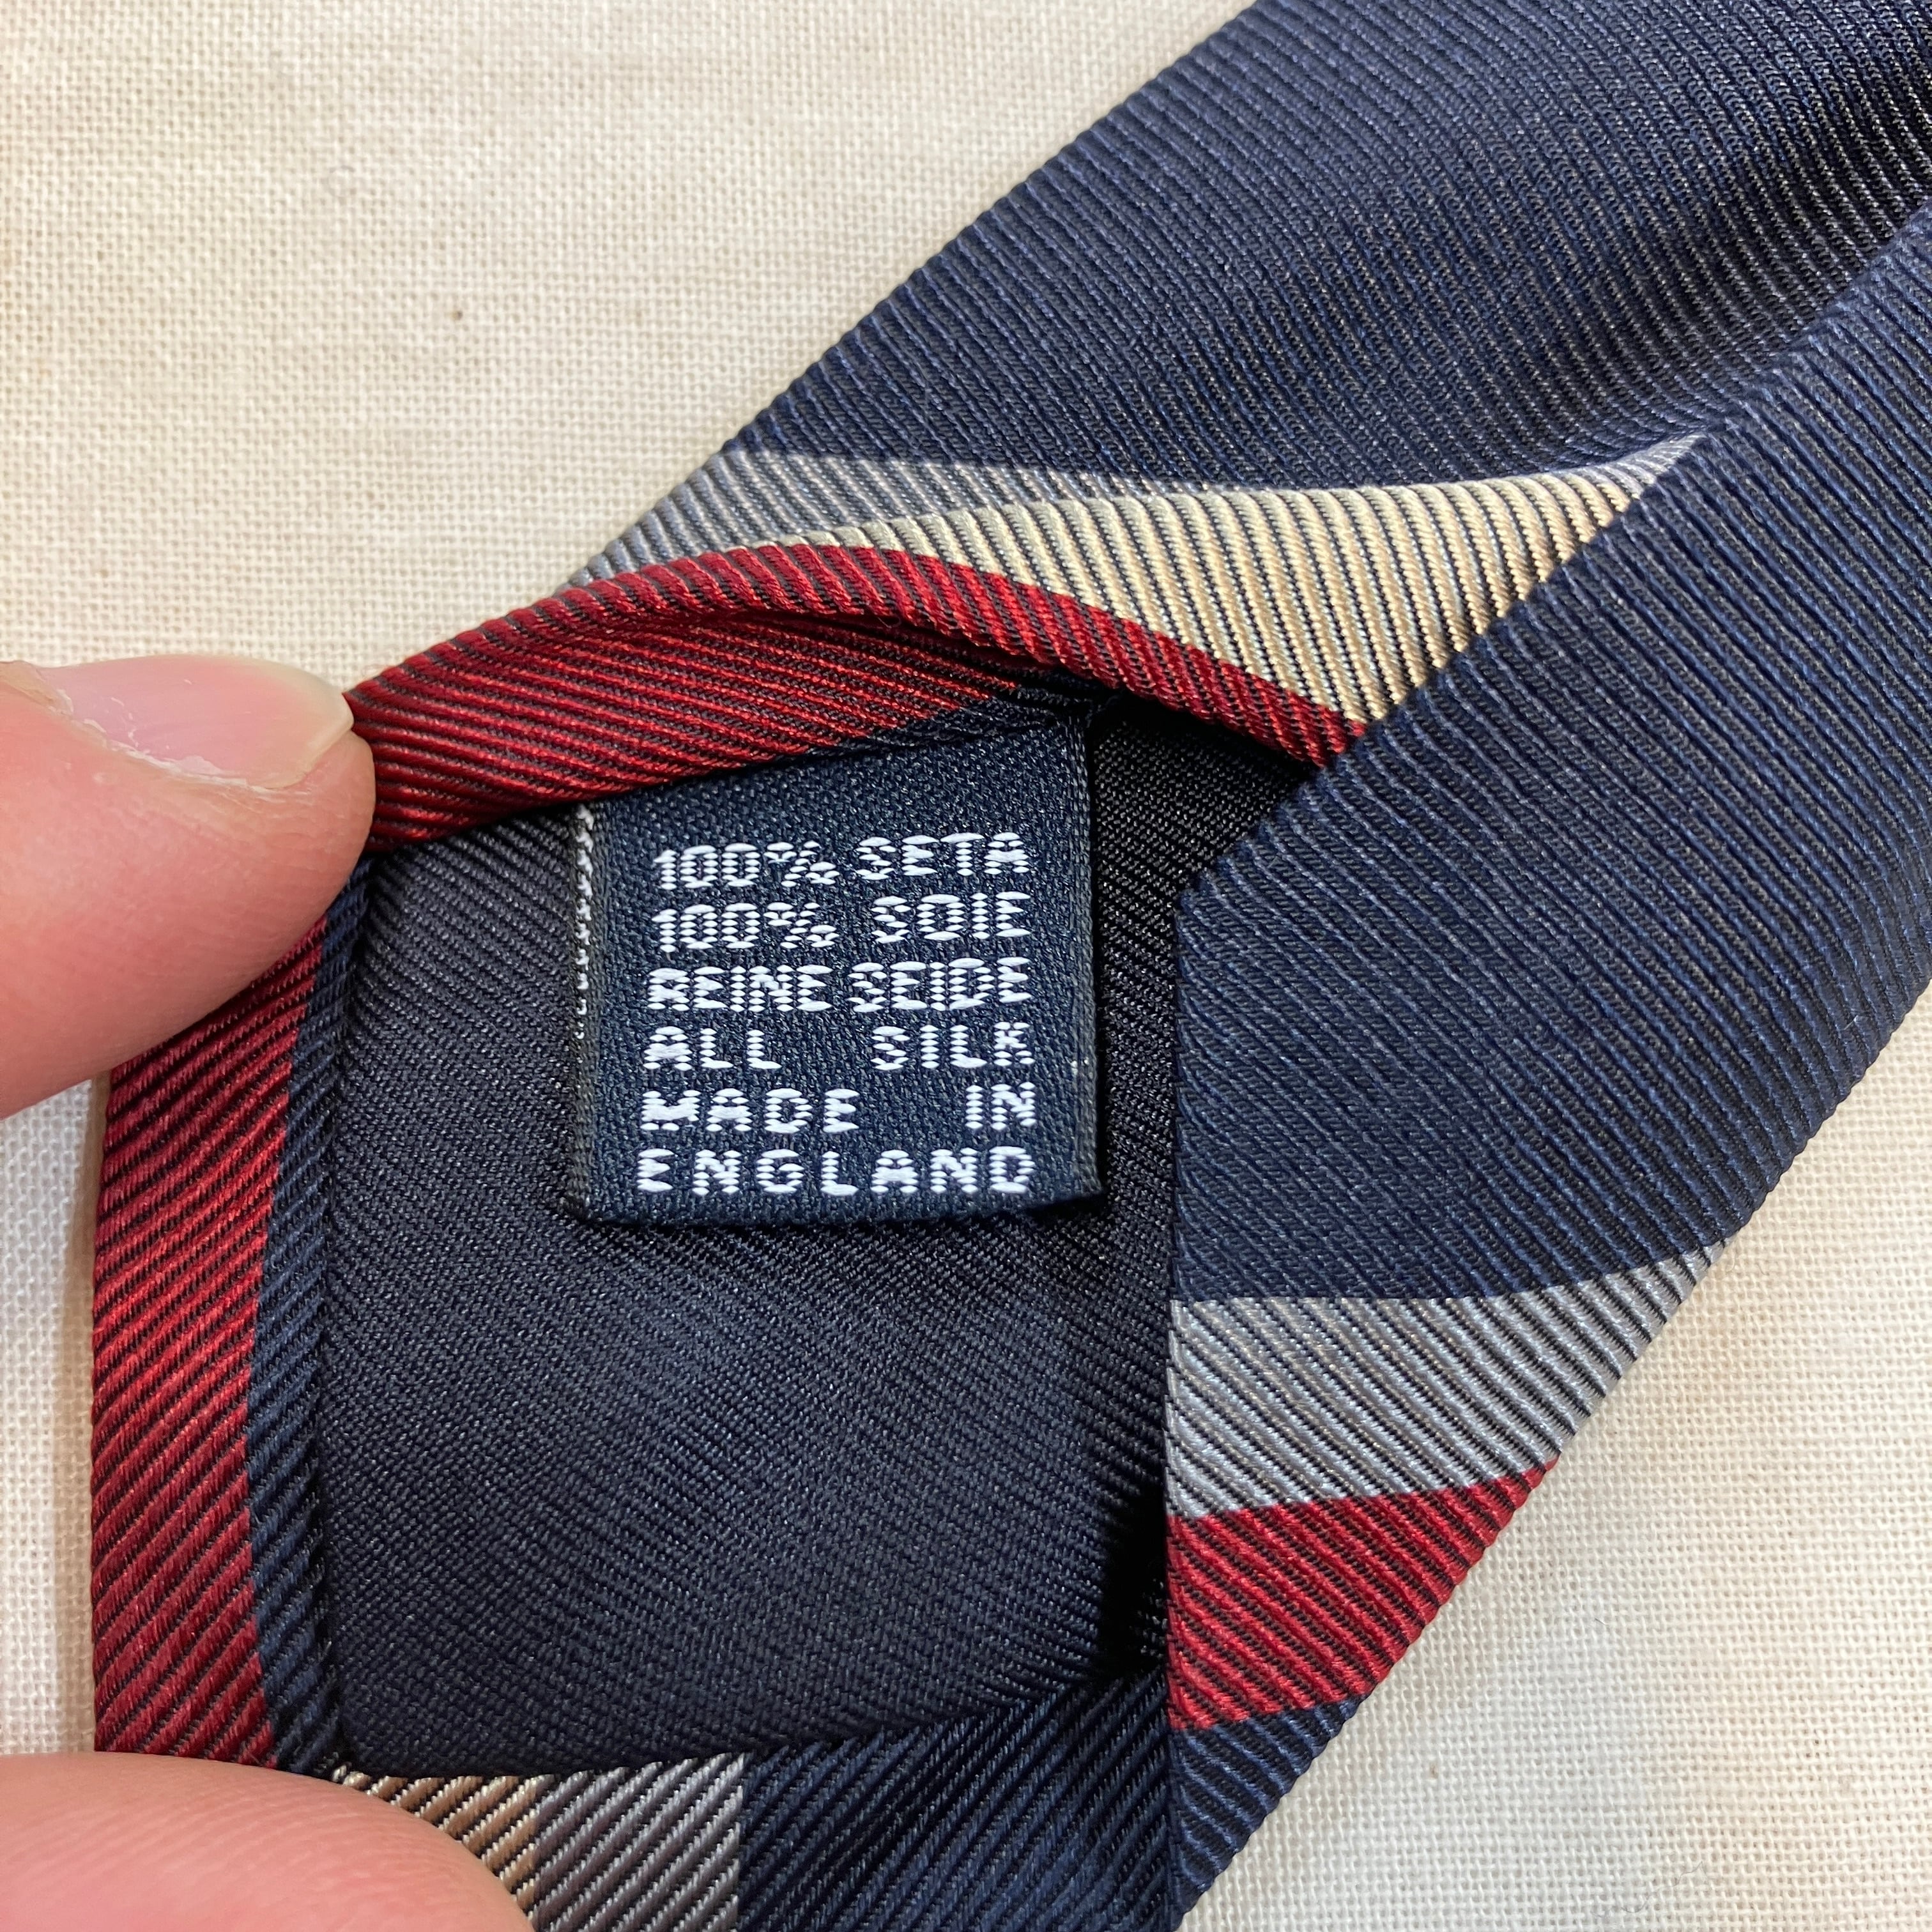 100% SETA
100% SOIE
REINE SEIDE
ALL SILK
MADE IN
ENGLAND